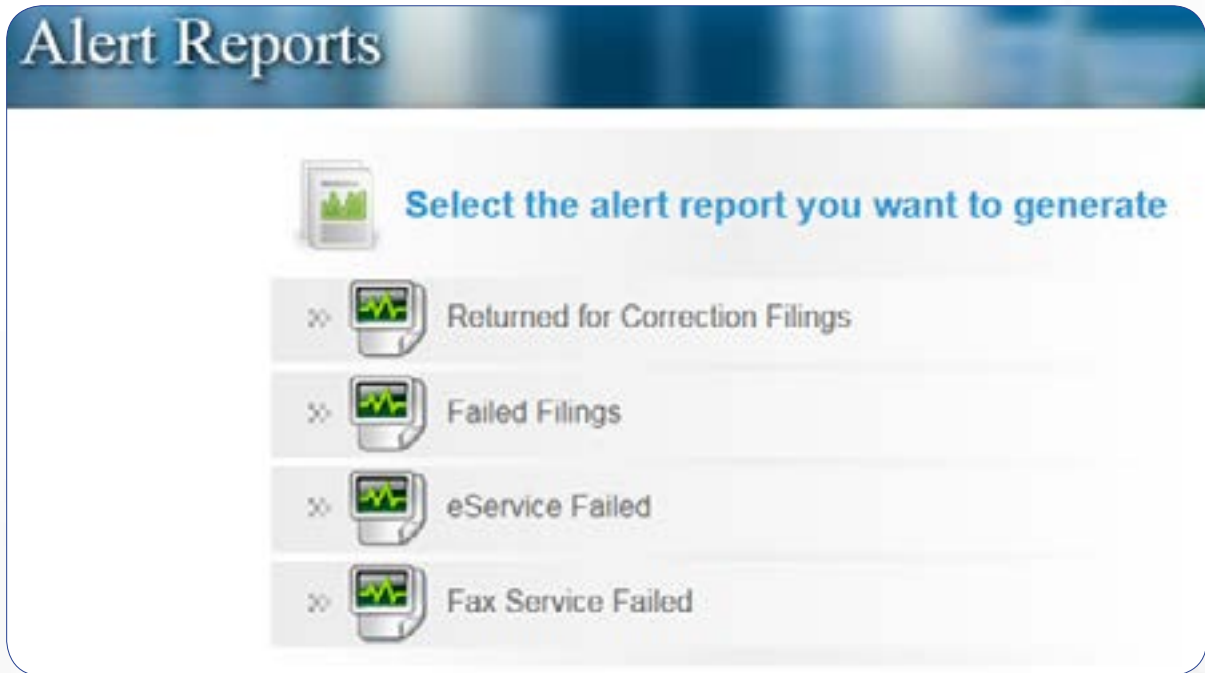 Alert Reports
Select the alert report you want to generate
Returned for Correction Filings
Failed Filings
eService Failed
Fax Service Failed